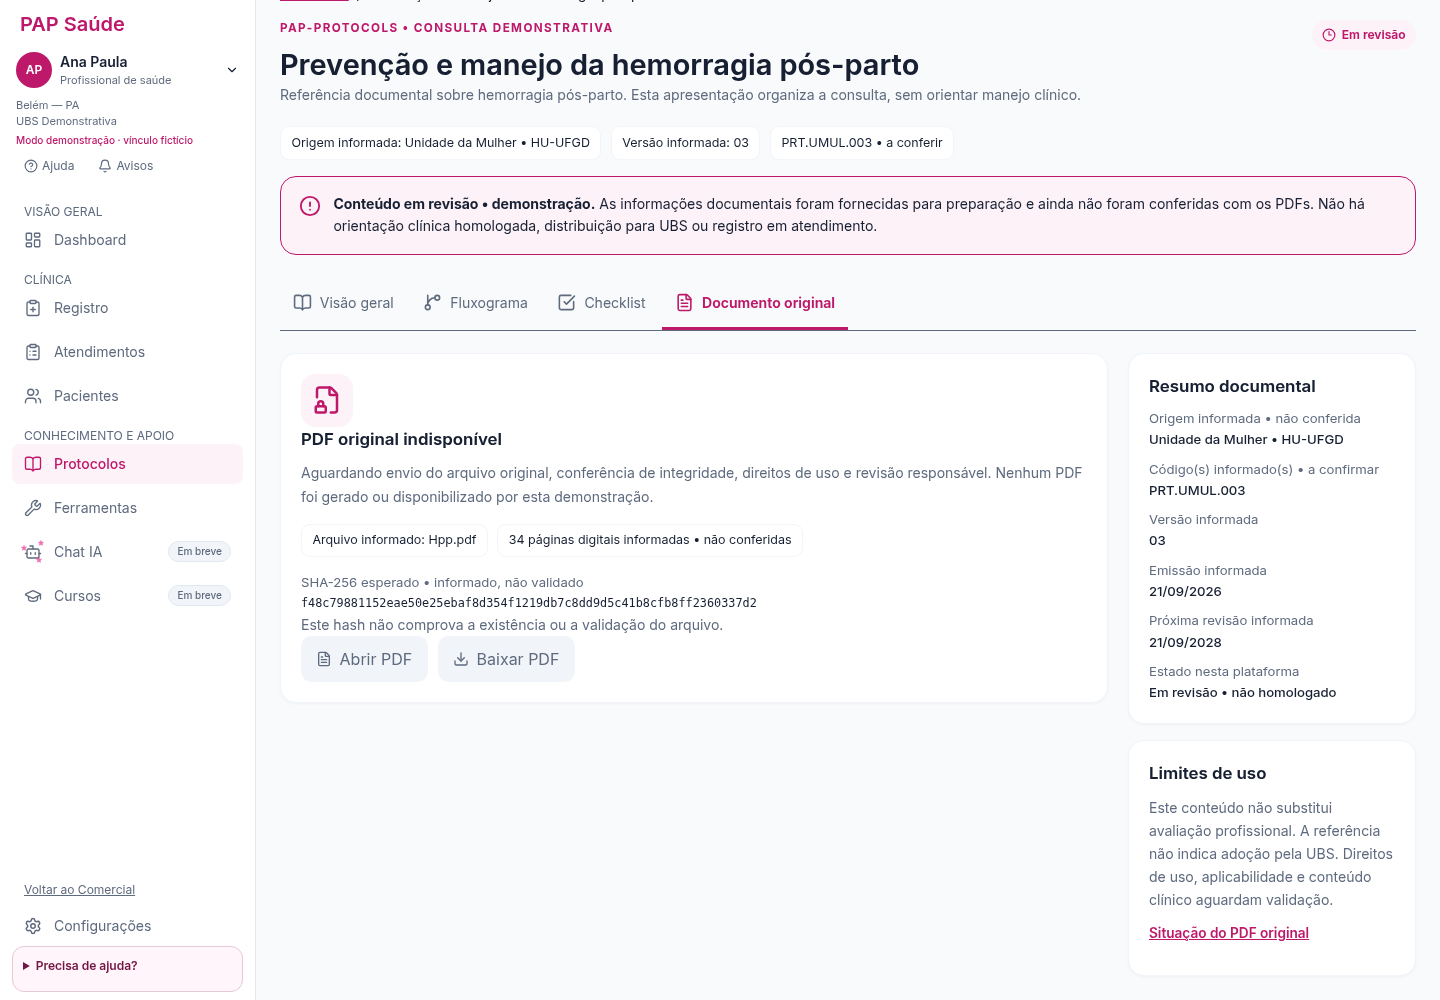 PAP Saúde
AP
Ana Paula
Profissional de saúde
Belém — PA
UBS Demonstrativa
Modo demonstração · vínculo fictício
Ajuda
Avisos
VISÃO GERAL
Dashboard
CLÍNICA
Registro
Atendimentos
Pacientes
CONHECIMENTO E APOIO
Protocolos
Ferramentas
Chat IA
Em breve
Cursos
Em breve
Voltar ao Comercial
Configurações
Precisa de ajuda?
PAP-PROTOCOLS • CONSULTA DEMONSTRATIVA
Em revisão
Prevenção e manejo da hemorragia pós-parto
Referência documental sobre hemorragia pós-parto. Esta apresentação organiza a consulta, sem orientar manejo clínico.
Origem informada: Unidade da Mulher • HU-UFGD
Versão informada: 03
PRT.UMUL.003 • a conferir
Conteúdo em revisão • demonstração. As informações documentais foram fornecidas para preparação e ainda não foram conferidas com os PDFs. Não há
orientação clínica homologada, distribuição para UBS ou registro em atendimento.
Visão geral
Fluxograma
Checklist
Documento original
PDF original indisponível
Aguardando envio do arquivo original, conferência de integridade, direitos de uso e revisão responsável. Nenhum PDF
foi gerado ou disponibilizado por esta demonstração.
Arquivo informado: Hpp.pdf
34 páginas digitais informadas • não conferidas
SHA-256 esperado • informado, não validado
f48c79881152eae50e25ebaf8d354f1219db7c8dd9d5c41b8cfb8ff2360337d2
Este hash não comprova a existência ou a validação do arquivo.
Abrir PDF
Baixar PDF
Resumo documental
Origem informada • não conferida
Unidade da Mulher • HU-UFGD
Código(s) informado(s) • a confirmar
PRT.UMUL.003
Versão informada
03
Emissão informada
21/09/2026
Próxima revisão informada
21/09/2028
Estado nesta plataforma
Em revisão • não homologado
Limites de uso
Este conteúdo não substitui
avaliação profissional. A referência
não indica adoção pela UBS. Direitos
de uso, aplicabilidade e conteúdo
clínico aguardam validação.
Situação do PDF original